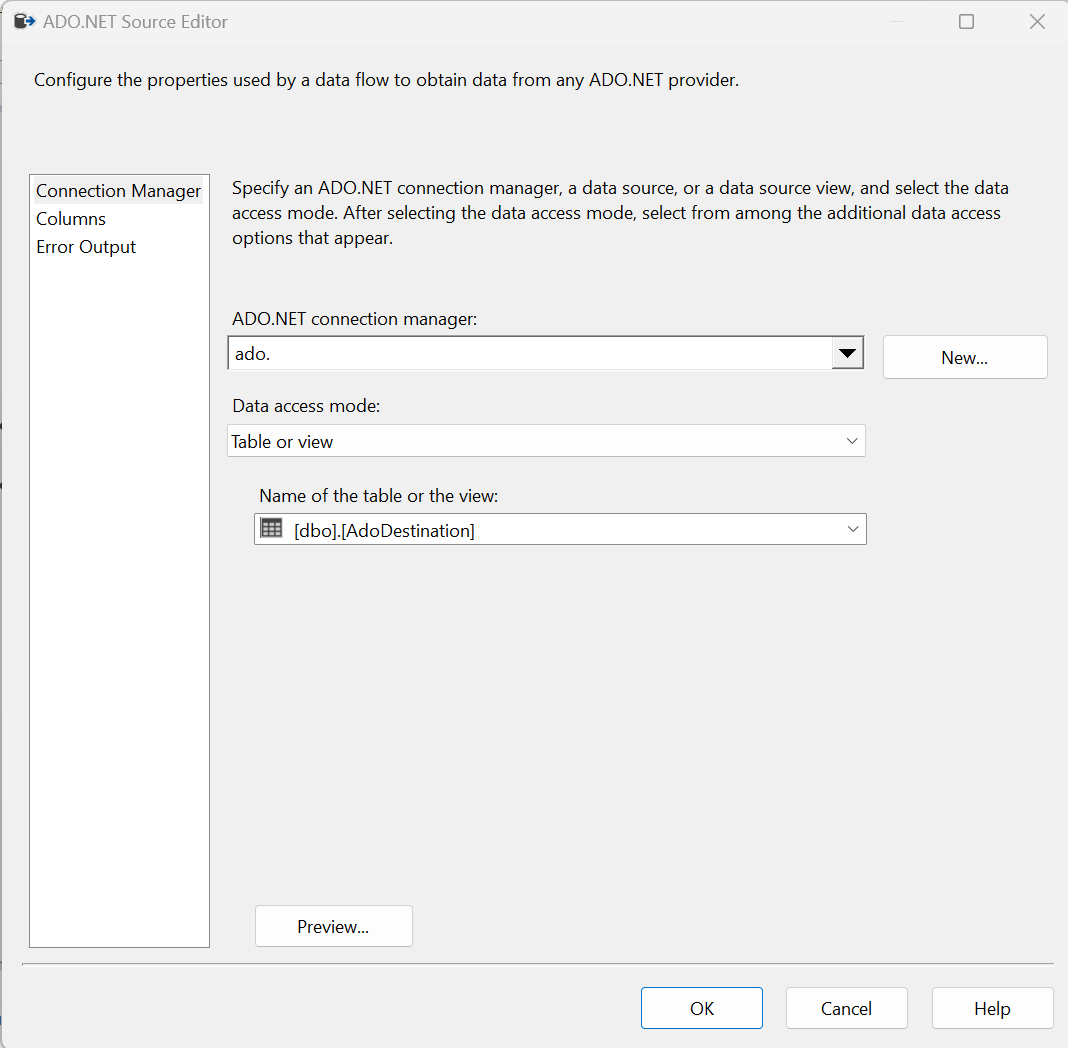 ADO.NET Source Editor
Configure the properties used by a data flow to obtain data from any ADO.NET provider.
Connection Manager
Columns
Error Output
Specify an ADO.NET connection manager, a data source, or a data source view, and select the data
access mode. After selecting the data access mode, select from among the additional data access
options that appear.
ADO.NET connection manager:
ado.
New...
Data access mode:
Table or view
Name of the table or the view:
[dbo].[AdoDestination]
Preview...
OK
Cancel
Help